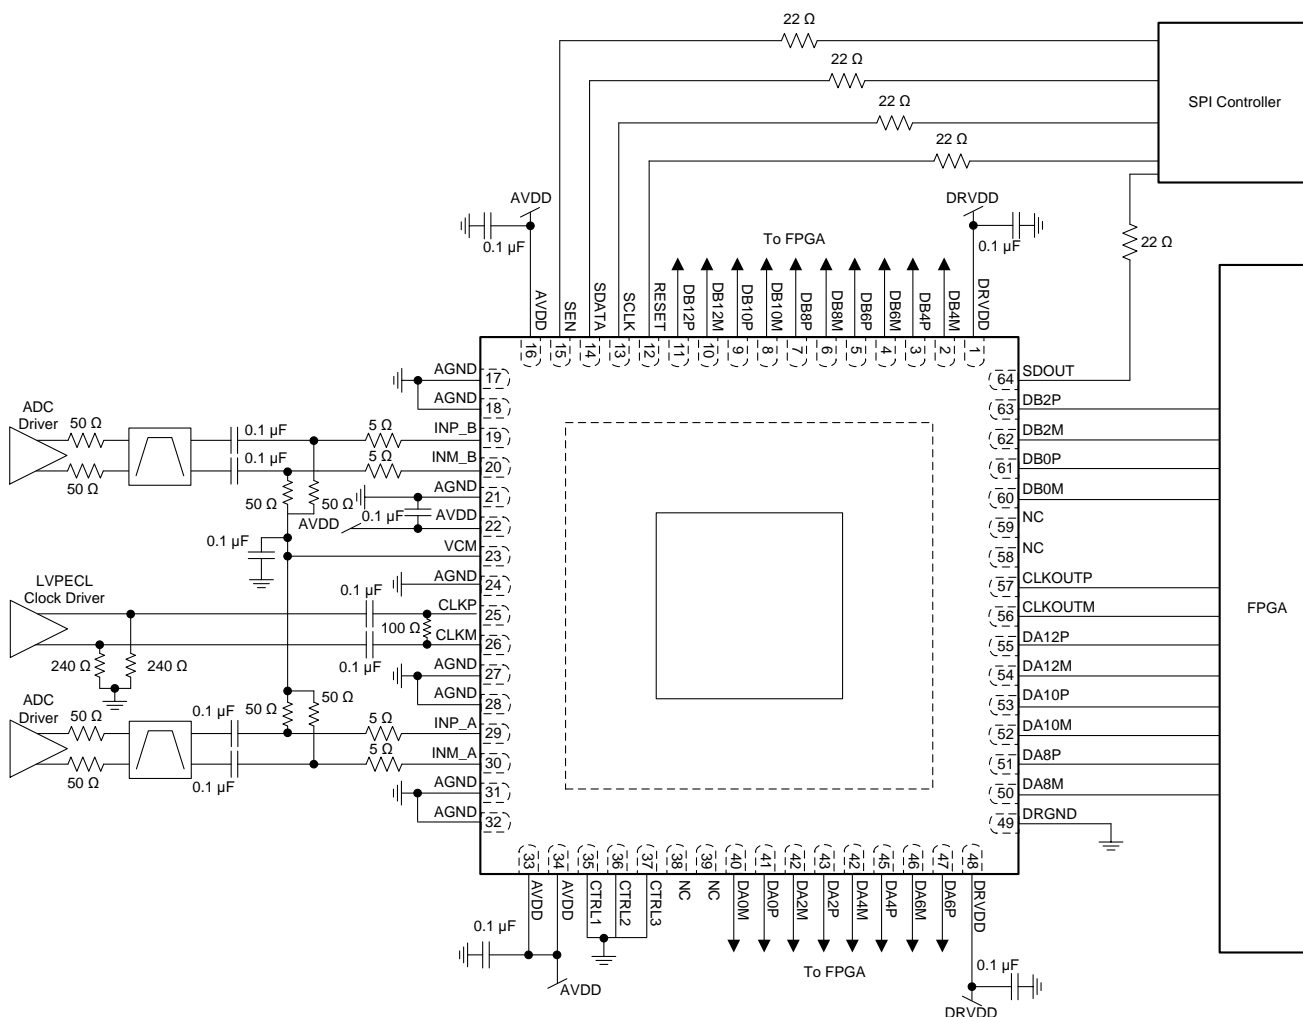 22 Ω
22 Ω
22 Ω
22 Ω
SPI Controller
22 Ω
AVDD
0.1 µF
DRVDD
0.1 µF
To FPGA
AVDD
SEN
SDATA
SCLK
RESET
DB12P
DB12M
DB10P
DB10M
DB8P
DB8M
DB6P
DB6M
DB4P
DB4M
DRVDD
16
15
14
13
12
11
10
9
8
7
6
5
4
3
2
1
AGND
17
AGND
18
INP_B
19
INM_B
20
AGND
21
AVDD
22
VCM
23
AGND
24
CLKP
25
CLKM
26
AGND
27
AGND
28
INP_A
29
INM_A
30
AGND
31
AGND
32
ADC
Driver
50 Ω
50 Ω
0.1 µF
0.1 µF
5 Ω
5 Ω
50 Ω
50 Ω
AVDD
0.1 µF
0.1 µF
LVPECL
Clock Driver
240 Ω
240 Ω
0.1 µF
0.1 µF
100 Ω
ADC
Driver
50 Ω
50 Ω
0.1 µF
0.1 µF
50 Ω
50 Ω
5 Ω
5 Ω
64
SDOUT
63
DB2P
62
DB2M
61
DB0P
60
DB0M
59
NC
58
NC
57
CLKOUTP
56
CLKOUTM
55
DA12P
54
DA12M
53
DA10P
52
DA10M
51
DA8P
50
DA8M
49
DRGND
FPGA
33
34
35
36
37
38
39
40
41
42
43
42
45
46
47
48
AVDD
AVDD
CTRL1
CTRL2
CTRL3
NC
NC
DA0M
DA0P
DA2M
DA2P
DA4M
DA4P
DA6M
DA6P
DRVDD
0.1 µF
AVDD
To FPGA
0.1 µF
DRVDD